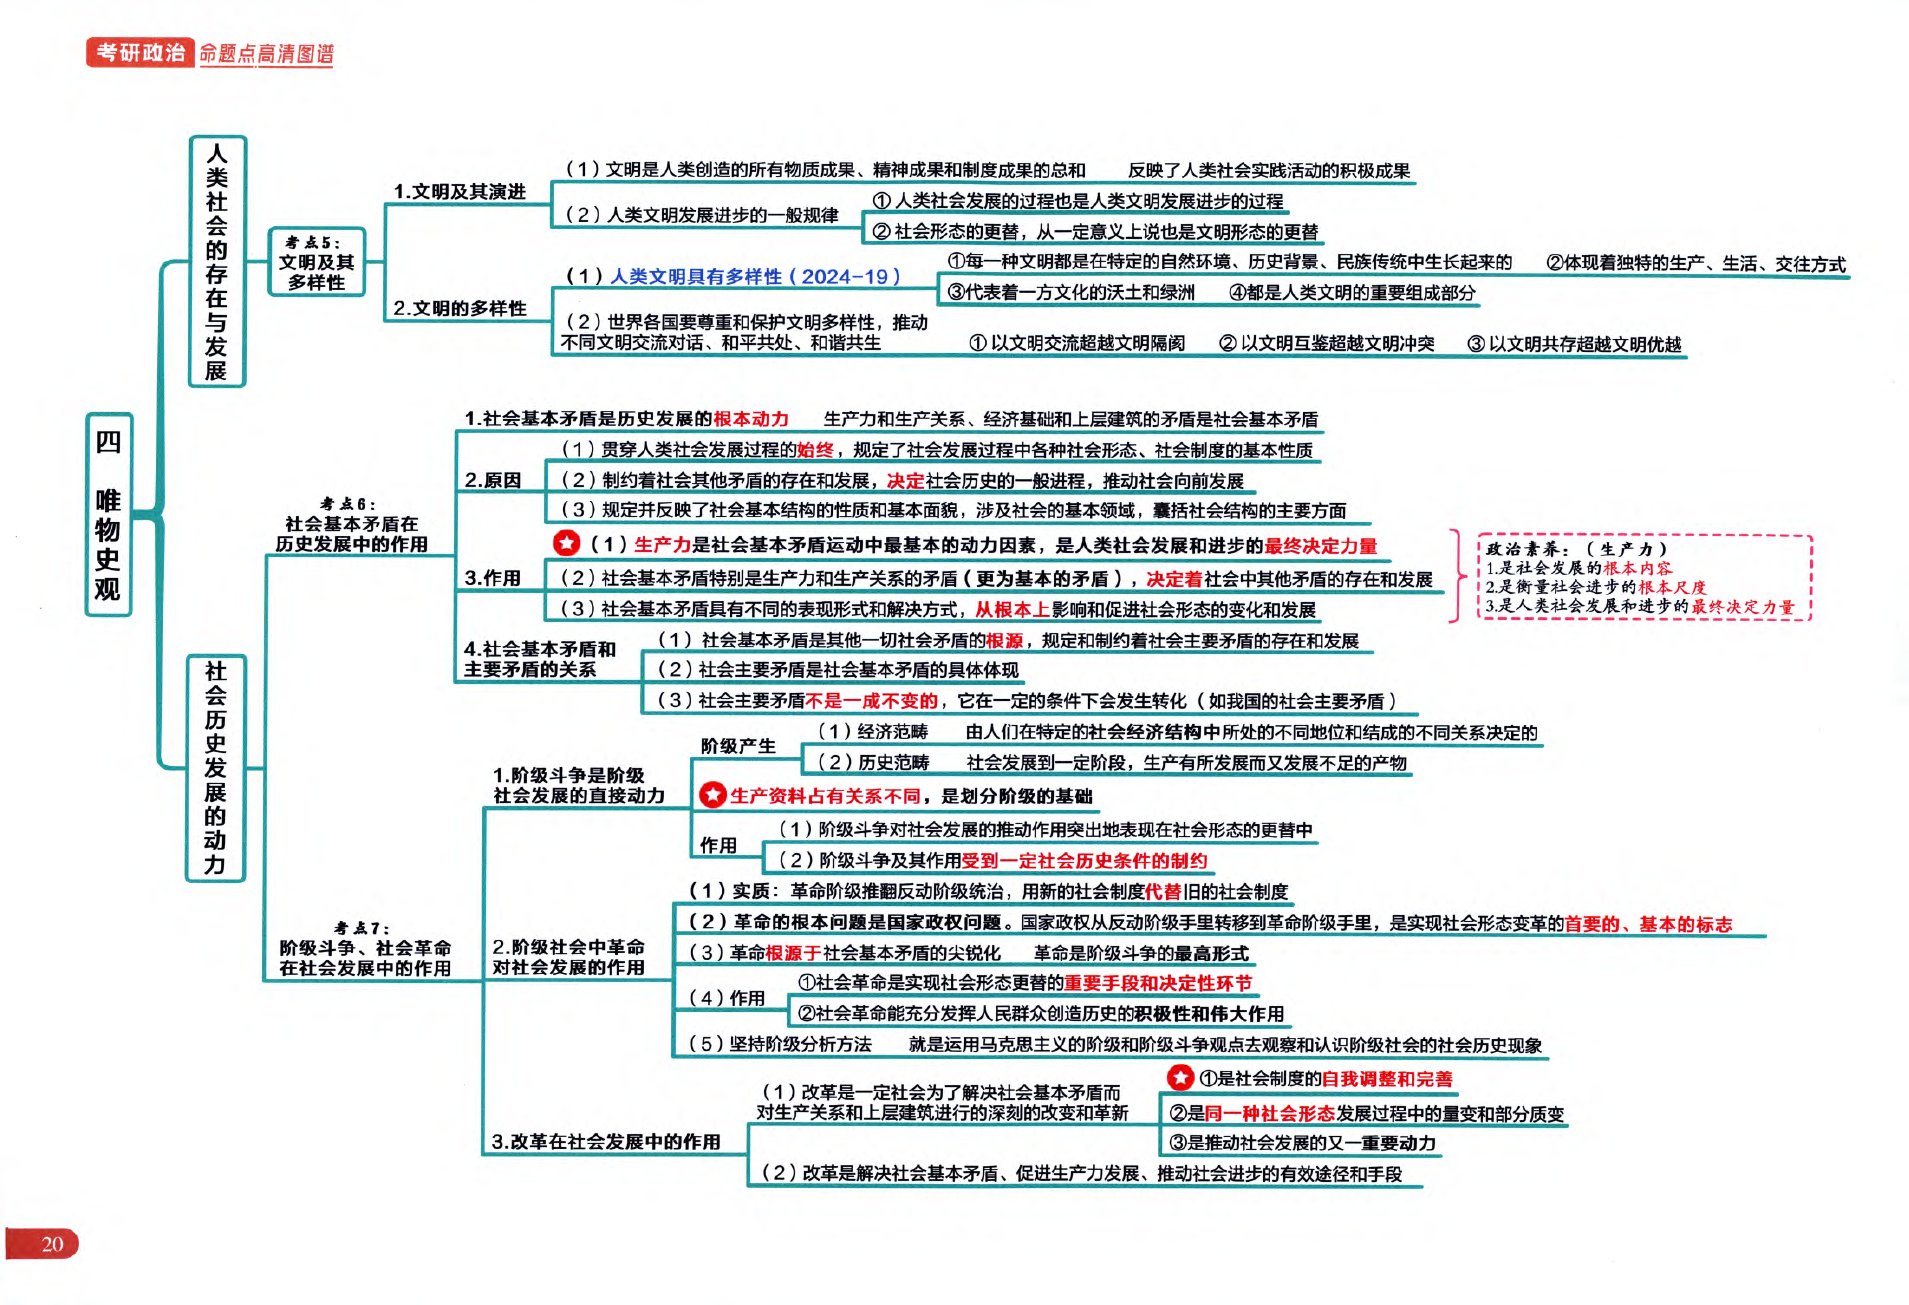 考研政治 命题点高清图谱
四 唯物史观
人类社会的存在与发展
考点5：
文明及其
多样性
1.文明及其演进
（1）文明是人类创造的所有物质成果、精神成果和制度成果的总和 反映了人类社会实践活动的积极成果
（2）人类文明发展进步的一般规律
① 人类社会发展的过程也是人类文明发展进步的过程
② 社会形态的更替，从一定意义上说也是文明形态的更替
2.文明的多样性
（1）人类文明具有多样性（2024-19）
①每一种文明都是在特定的自然环境、历史背景、民族传统中生长起来的 ②体现着独特的生产、生活、交往方式
③代表着一方文化的沃土和绿洲 ④都是人类文明的重要组成部分
（2）世界各国要尊重和保护文明多样性，推动
不同文明交流对话、和平共处、和谐共生
① 以文明交流超越文明隔阂 ② 以文明互鉴超越文明冲突 ③ 以文明共存超越文明优越
社会历史发展的动力
考点6：
社会基本矛盾在
历史发展中的作用
1.社会基本矛盾是历史发展的根本动力 生产力和生产关系、经济基础和上层建筑的矛盾是社会基本矛盾
2.原因
（1）贯穿人类社会发展过程的始终，规定了社会发展过程中各种社会形态、社会制度的基本性质
（2）制约着社会其他矛盾的存在和发展，决定社会历史的一般进程，推动社会向前发展
（3）规定并反映了社会基本结构的性质和基本面貌，涉及社会的基本领域，囊括社会结构的主要方面
3.作用
（1）生产力是社会基本矛盾运动中最基本的动力因素，是人类社会发展和进步的最终决定力量
（2）社会基本矛盾特别是生产力和生产关系的矛盾（更为基本的矛盾），决定着社会中其他矛盾的存在和发展
（3）社会基本矛盾具有不同的表现形式和解决方式，从根本上影响和促进社会形态的变化和发展
政治素养：（生产力）
1.是社会发展的根本内容
2.是衡量社会进步的根本尺度
3.是人类社会发展和进步的最终决定力量
4.社会基本矛盾和
主要矛盾的关系
（1）社会基本矛盾是其他一切社会矛盾的根源，规定和制约着社会主要矛盾的存在和发展
（2）社会主要矛盾是社会基本矛盾的具体体现
（3）社会主要矛盾不是一成不变的，它在一定的条件下会发生转化（如我国的社会主要矛盾）
考点7：
阶级斗争、社会革命
在社会发展中的作用
1.阶级斗争是阶级
社会发展的直接动力
阶级产生
（1）经济范畴 由人们在特定的社会经济结构中所处的不同地位和结成的不同关系决定的
（2）历史范畴 社会发展到一定阶段，生产有所发展而又发展不足的产物
生产资料占有关系不同，是划分阶级的基础
作用
（1）阶级斗争对社会发展的推动作用突出地表现在社会形态的更替中
（2）阶级斗争及其作用受到一定社会历史条件的制约
2.阶级社会中革命
对社会发展的作用
（1）实质：革命阶级推翻反动阶级统治，用新的社会制度代替旧的社会制度
（2）革命的根本问题是国家政权问题。国家政权从反动阶级手里转移到革命阶级手里，是实现社会形态变革的首要的、基本的标志
（3）革命根源于社会基本矛盾的尖锐化 革命是阶级斗争的最高形式
（4）作用
①社会革命是实现社会形态更替的重要手段和决定性环节
②社会革命能充分发挥人民群众创造历史的积极性和伟大作用
（5）坚持阶级分析方法 就是运用马克思主义的阶级和阶级斗争观点去观察和认识阶级社会的社会历史现象
3.改革在社会发展中的作用
（1）改革是一定社会为了解决社会基本矛盾而
对生产关系和上层建筑进行的深刻的改变和革新
①是社会制度的自我调整和完善
②是同一种社会形态发展过程中的量变和部分质变
③是推动社会发展的又一重要动力
（2）改革是解决社会基本矛盾、促进生产力发展、推动社会进步的有效途径和手段
20